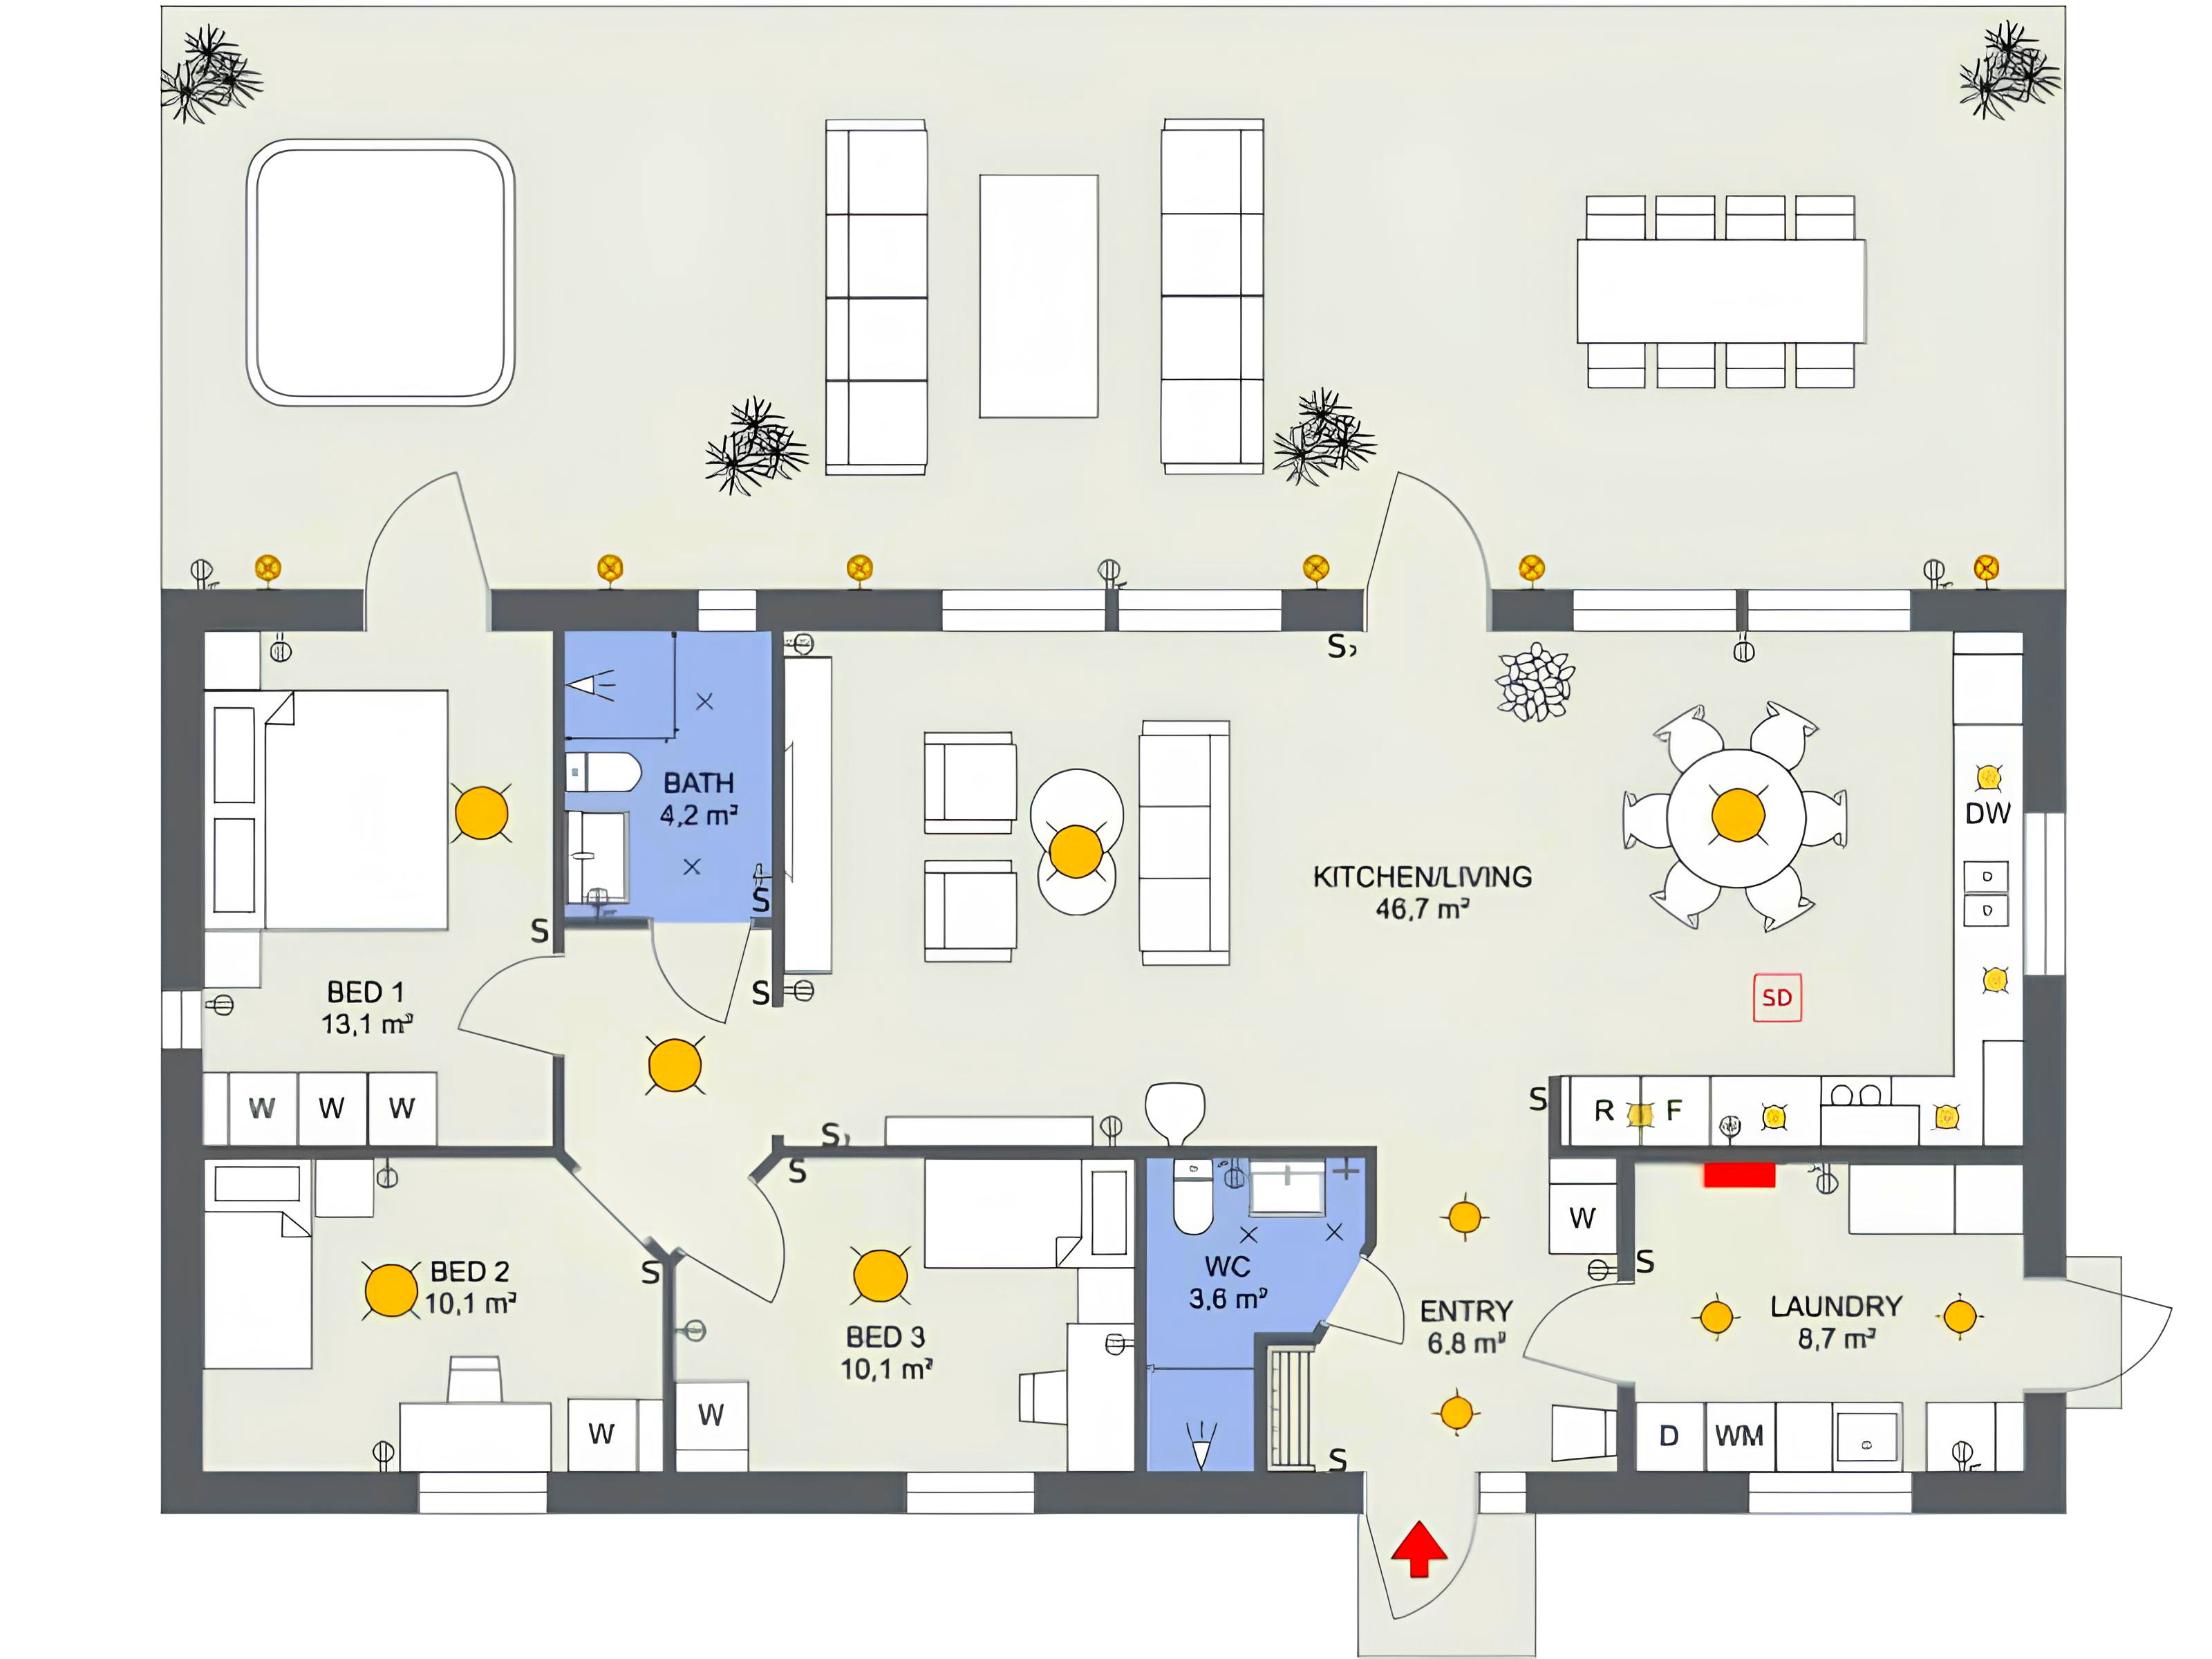 S
BATH
4,2 m²
DW
KITCHEN/LIVING
46,7 m²
S
S
BED 1
13,1 m²
S
SD
W W W
S
R F
S
S
W
S
BED 2
10,1 m²
S
WC
3,6 m²
ENTRY
6,8 m²
LAUNDRY
8,7 m²
BED 3
10,1 m²
W
W
D WM
S